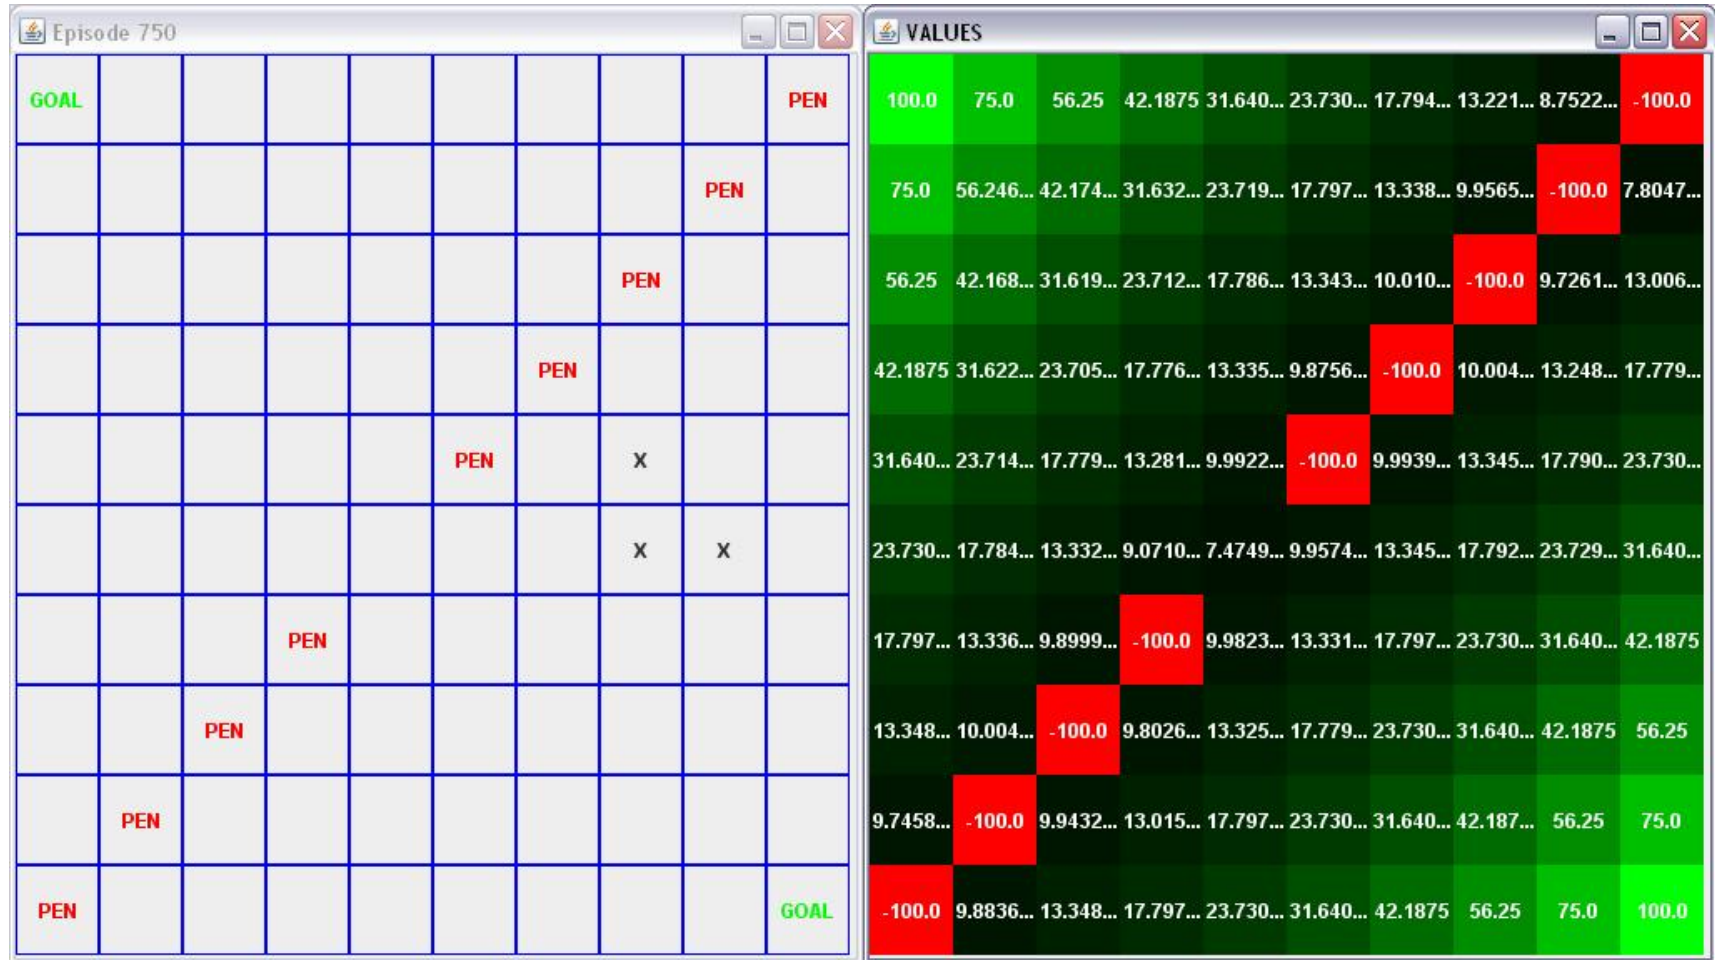 Episode 750
GOAL PEN
PEN
PEN
PEN
PEN X
X X
PEN
PEN
PEN
PEN GOAL
VALUES
100.0 75.0 56.25 42.1875 31.640... 23.730... 17.794... 13.221... 8.7522... -100.0
75.0 56.246... 42.174... 31.632... 23.719... 17.797... 13.338... 9.9565... -100.0 7.8047...
56.25 42.168... 31.619... 23.712... 17.786... 13.343... 10.010... -100.0 9.7261... 13.006...
42.1875 31.622... 23.705... 17.776... 13.335... 9.8756... -100.0 10.004... 13.248... 17.779...
31.640... 23.714... 17.779... 13.281... 9.9922... -100.0 9.9939... 13.345... 17.790... 23.730...
23.730... 17.784... 13.332... 9.0710... 7.4749... 9.9574... 13.345... 17.792... 23.729... 31.640...
17.797... 13.336... 9.8999... -100.0 9.9823... 13.331... 17.797... 23.730... 31.640... 42.1875
13.348... 10.004... -100.0 9.8026... 13.325... 17.779... 23.730... 31.640... 42.1875 56.25
9.7458... -100.0 9.9432... 13.015... 17.797... 23.730... 31.640... 42.187... 56.25 75.0
-100.0 9.8836... 13.348... 17.797... 23.730... 31.640... 42.1875 56.25 75.0 100.0